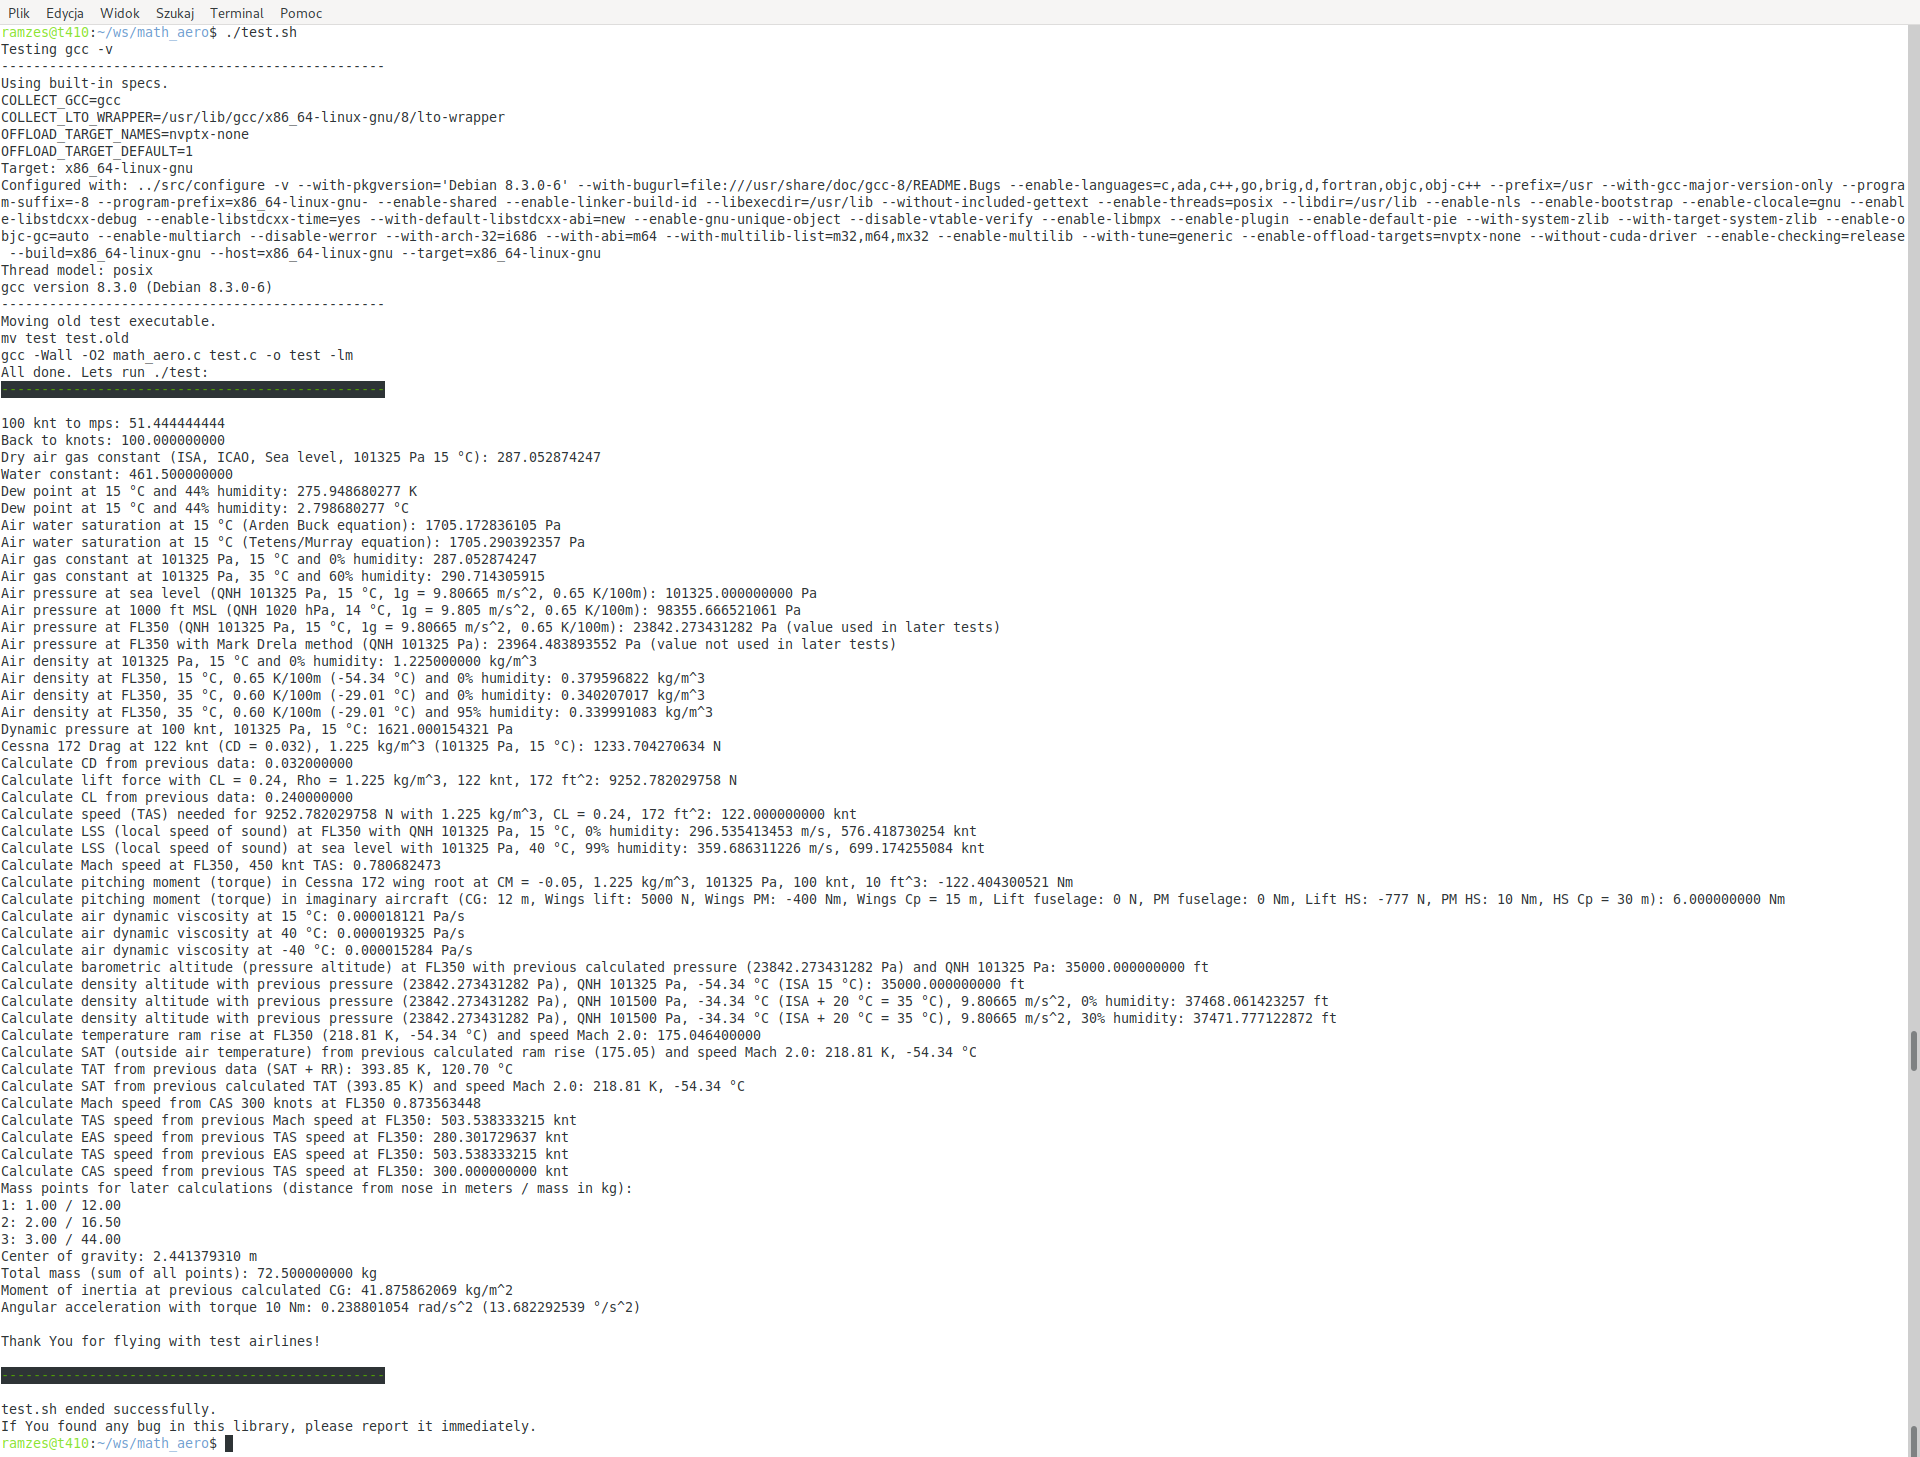 Plik Edycja Widok Szukaj Terminal Pomoc
ramzes@t410:~/ws/math_aero$ ./test.sh
Testing gcc -v
------------------------------------------------
Using built-in specs.
COLLECT_GCC=gcc
COLLECT_LTO_WRAPPER=/usr/lib/gcc/x86_64-linux-gnu/8/lto-wrapper
OFFLOAD_TARGET_NAMES=nvptx-none
OFFLOAD_TARGET_DEFAULT=1
Target: x86_64-linux-gnu
Configured with: ../src/configure -v --with-pkgversion='Debian 8.3.0-6' --with-bugurl=file:///usr/share/doc/gcc-8/README.Bugs --enable-languages=c,ada,c++,go,brig,d,fortran,objc,obj-c++ --prefix=/usr --with-gcc-major-version-only --progra
m-suffix=-8 --program-prefix=x86_64-linux-gnu- --enable-shared --enable-linker-build-id --libexecdir=/usr/lib --without-included-gettext --enable-threads=posix --libdir=/usr/lib --enable-nls --enable-bootstrap --enable-clocale=gnu --enabl
e-libstdcxx-debug --enable-libstdcxx-time=yes --with-default-libstdcxx-abi=new --enable-gnu-unique-object --disable-vtable-verify --enable-libmpx --enable-plugin --enable-default-pie --with-system-zlib --with-target-system-zlib --enable-o
bjc-gc=auto --enable-multiarch --disable-werror --with-arch-32=i686 --with-abi=m64 --with-multilib-list=m32,m64,mx32 --enable-multilib --with-tune=generic --enable-offload-targets=nvptx-none --without-cuda-driver --enable-checking=release
 --build=x86_64-linux-gnu --host=x86_64-linux-gnu --target=x86_64-linux-gnu
Thread model: posix
gcc version 8.3.0 (Debian 8.3.0-6)
------------------------------------------------
Moving old test executable.
mv test test.old
gcc -Wall -O2 math_aero.c test.c -o test -lm
All done. Lets run ./test:
------------------------------------------------
100 knt to mps: 51.444444444
Back to knots: 100.000000000
Dry air gas constant (ISA, ICAO, Sea level, 101325 Pa 15 °C): 287.052874247
Water constant: 461.500000000
Dew point at 15 °C and 44% humidity: 275.948680277 K
Dew point at 15 °C and 44% humidity: 2.798680277 °C
Air water saturation at 15 °C (Arden Buck equation): 1705.172836105 Pa
Air water saturation at 15 °C (Tetens/Murray equation): 1705.290392357 Pa
Air gas constant at 101325 Pa, 15 °C and 0% humidity: 287.052874247
Air gas constant at 101325 Pa, 35 °C and 60% humidity: 290.714305915
Air pressure at sea level (QNH 101325 Pa, 15 °C, 1g = 9.80665 m/s^2, 0.65 K/100m): 101325.000000000 Pa
Air pressure at 1000 ft MSL (QNH 1020 hPa, 14 °C, 1g = 9.805 m/s^2, 0.65 K/100m): 98355.666521061 Pa
Air pressure at FL350 (QNH 101325 Pa, 15 °C, 1g = 9.80665 m/s^2, 0.65 K/100m): 23842.273431282 Pa (value used in later tests)
Air pressure at FL350 with Mark Drela method (QNH 101325 Pa): 23964.483893552 Pa (value not used in later tests)
Air density at 101325 Pa, 15 °C and 0% humidity: 1.225000000 kg/m^3
Air density at FL350, 15 °C, 0.65 K/100m (-54.34 °C) and 0% humidity: 0.379596822 kg/m^3
Air density at FL350, 35 °C, 0.60 K/100m (-29.01 °C) and 0% humidity: 0.340207017 kg/m^3
Air density at FL350, 35 °C, 0.60 K/100m (-29.01 °C) and 95% humidity: 0.339991083 kg/m^3
Dynamic pressure at 100 knt, 101325 Pa, 15 °C: 1621.000154321 Pa
Cessna 172 Drag at 122 knt (CD = 0.032), 1.225 kg/m^3 (101325 Pa, 15 °C): 1233.704270634 N
Calculate CD from previous data: 0.032000000
Calculate lift force with CL = 0.24, Rho = 1.225 kg/m^3, 122 knt, 172 ft^2: 9252.782029758 N
Calculate CL from previous data: 0.240000000
Calculate speed (TAS) needed for 9252.782029758 N with 1.225 kg/m^3, CL = 0.24, 172 ft^2: 122.000000000 knt
Calculate LSS (local speed of sound) at FL350 with QNH 101325 Pa, 15 °C, 0% humidity: 296.535413453 m/s, 576.418730254 knt
Calculate LSS (local speed of sound) at sea level with 101325 Pa, 40 °C, 99% humidity: 359.686311226 m/s, 699.174255084 knt
Calculate Mach speed at FL350, 450 knt TAS: 0.780682473
Calculate pitching moment (torque) in Cessna 172 wing root at CM = -0.05, 1.225 kg/m^3, 101325 Pa, 100 knt, 10 ft^3: -122.404300521 Nm
Calculate pitching moment (torque) in imaginary aircraft (CG: 12 m, Wings lift: 5000 N, Wings PM: -400 Nm, Wings Cp = 15 m, Lift fuselage: 0 N, PM fuselage: 0 Nm, Lift HS: -777 N, PM HS: 10 Nm, HS Cp = 30 m): 6.000000000 Nm
Calculate air dynamic viscosity at 15 °C: 0.000018121 Pa/s
Calculate air dynamic viscosity at 40 °C: 0.000019325 Pa/s
Calculate air dynamic viscosity at -40 °C: 0.000015284 Pa/s
Calculate barometric altitude (pressure altitude) at FL350 with previous calculated pressure (23842.273431282 Pa) and QNH 101325 Pa: 35000.000000000 ft
Calculate density altitude with previous pressure (23842.273431282 Pa), QNH 101325 Pa, -54.34 °C (ISA 15 °C): 35000.000000000 ft
Calculate density altitude with previous pressure (23842.273431282 Pa), QNH 101500 Pa, -34.34 °C (ISA + 20 °C = 35 °C), 9.80665 m/s^2, 0% humidity: 37468.061423257 ft
Calculate density altitude with previous pressure (23842.273431282 Pa), QNH 101500 Pa, -34.34 °C (ISA + 20 °C = 35 °C), 9.80665 m/s^2, 30% humidity: 37471.777122872 ft
Calculate temperature ram rise at FL350 (218.81 K, -54.34 °C) and speed Mach 2.0: 175.046400000
Calculate SAT (outside air temperature) from previous calculated ram rise (175.05) and speed Mach 2.0: 218.81 K, -54.34 °C
Calculate TAT from previous data (SAT + RR): 393.85 K, 120.70 °C
Calculate SAT from previous calculated TAT (393.85 K) and speed Mach 2.0: 218.81 K, -54.34 °C
Calculate Mach speed from CAS 300 knots at FL350 0.873563448
Calculate TAS speed from previous Mach speed at FL350: 503.538333215 knt
Calculate EAS speed from previous TAS speed at FL350: 280.301729637 knt
Calculate TAS speed from previous EAS speed at FL350: 503.538333215 knt
Calculate CAS speed from previous TAS speed at FL350: 300.000000000 knt
Mass points for later calculations (distance from nose in meters / mass in kg):
1: 1.00 / 12.00
2: 2.00 / 16.50
3: 3.00 / 44.00
Center of gravity: 2.441379310 m
Total mass (sum of all points): 72.500000000 kg
Moment of inertia at previous calculated CG: 41.875862069 kg/m^2
Angular acceleration with torque 10 Nm: 0.238801054 rad/s^2 (13.682292539 °/s^2)
Thank You for flying with test airlines!
------------------------------------------------
test.sh ended successfully.
If You found any bug in this library, please report it immediately.
ramzes@t410:~/ws/math_aero$